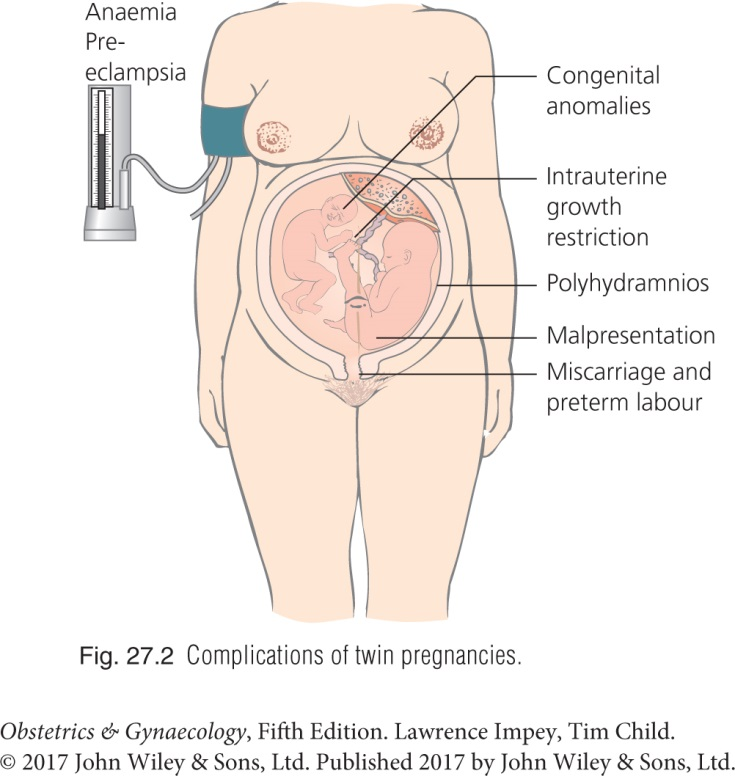 Anaemia
Pre-
eclampsia
Congenital
anomalies
Intrauterine
growth
restriction
Polyhydramnios
Malpresentation
Miscarriage and
preterm labour
Fig. 27.2 Complications of twin pregnancies.
Obstetrics & Gynaecology, Fifth Edition. Lawrence Impey, Tim Child.
© 2017 John Wiley & Sons, Ltd. Published 2017 by John Wiley & Sons, Ltd.